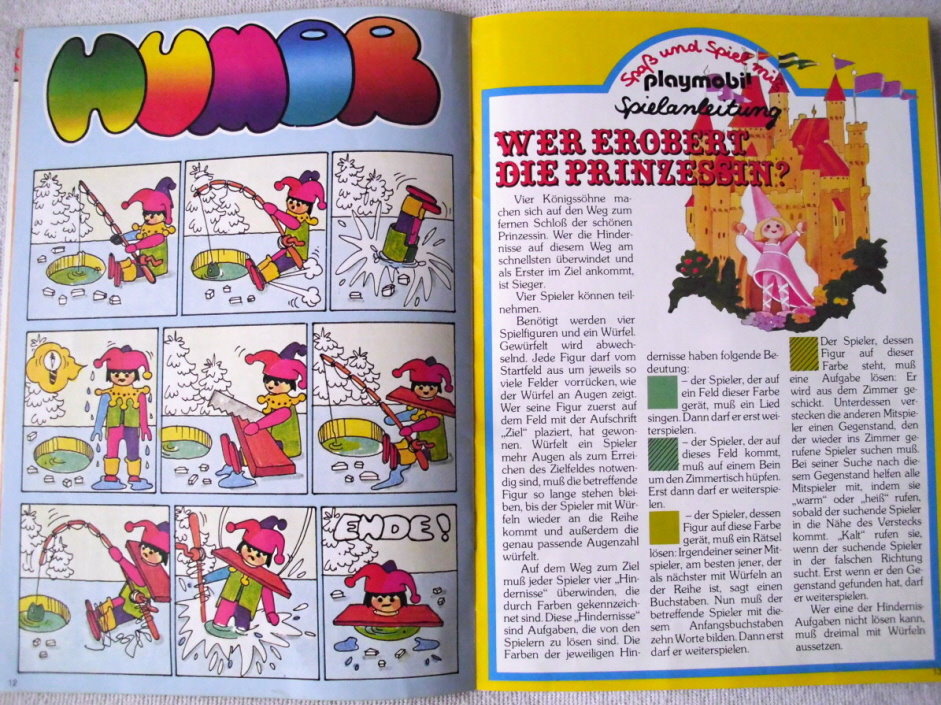 HUMOR
ENDE!
12
Spaß und Spiel mit
playmobil
Spielanleitung
WER EROBERT
DIE PRINZESSIN?
Vier Königssöhne ma-
chen sich auf den Weg zum
fernen Schloß der schönen
Prinzessin. Wer die Hinder-
nisse auf diesem Weg am
schnellsten überwindet und
als Erster im Ziel ankommt,
ist Sieger.
Vier Spieler können teil-
nehmen.
Benötigt werden vier
Spielfiguren und ein Würfel.
Gewürfelt wird abwech-
selnd. Jede Figur darf vom
Startfeld aus um jeweils so
viele Felder vorrücken, wie
der Würfel an Augen zeigt.
Wer seine Figur zuerst auf
dem Feld mit der Aufschrift
„Ziel" plaziert, hat gewon-
nen. Würfelt ein Spieler
mehr Augen als zum Errei-
chen des Zielfeldes notwen-
dig sind, muß die betreffende
Figur so lange stehen blei-
ben, bis der Spieler mit Wür-
feln wieder an die Reihe
kommt und außerdem die
genau passende Augenzahl
würfelt.
Auf dem Weg zum Ziel
muß jeder Spieler vier „Hin-
dernisse" überwinden, die
durch Farben gekennzeich-
net sind. Diese „Hindernisse"
sind Aufgaben, die von den
Spielern zu lösen sind. Die
Farben der jeweiligen Hin-
dernisse haben folgende Be-
deutung:
– der Spieler, der auf
ein Feld dieser Farbe
gerät, muß ein Lied
singen. Dann darf er erst wei-
terspielen.
– der Spieler, der auf
dieses Feld kommt,
muß auf einem Bein
um den Zimmertisch hüpfen.
Erst dann darf er weiterspie-
len.
– der Spieler, dessen
Figur auf diese Farbe
gerät, muß ein Rätsel
lösen: Irgendeiner seiner Mit-
spieler, am besten jener, der
als nächster mit Würfeln an
der Reihe ist, sagt einen
Buchstaben. Nun muß der
betreffende Spieler mit die-
sem Anfangsbuchstaben
zehn Worte bilden. Dann erst
darf er weiterspielen.
Der Spieler, dessen
Figur auf dieser
Farbe steht, muß
eine Aufgabe lösen: Er
wird aus dem Zimmer ge-
schickt. Unterdessen ver-
stecken die anderen Mitspie-
ler einen Gegenstand, den
der wieder ins Zimmer ge-
rufene Spieler suchen muß.
Bei seiner Suche nach die-
sem Gegenstand helfen alle
Mitspieler mit, indem sie
„warm" oder „heiß" rufen,
sobald der suchende Spieler
in die Nähe des Verstecks
kommt. „Kalt" rufen sie,
wenn der suchende Spieler
in der falschen Richtung
sucht. Erst wenn er den Ge-
genstand gefunden hat, darf
er weiterspielen.
Wer eine der Hindernis-
Aufgaben nicht lösen kann,
muß dreimal mit Würfeln
aussetzen.